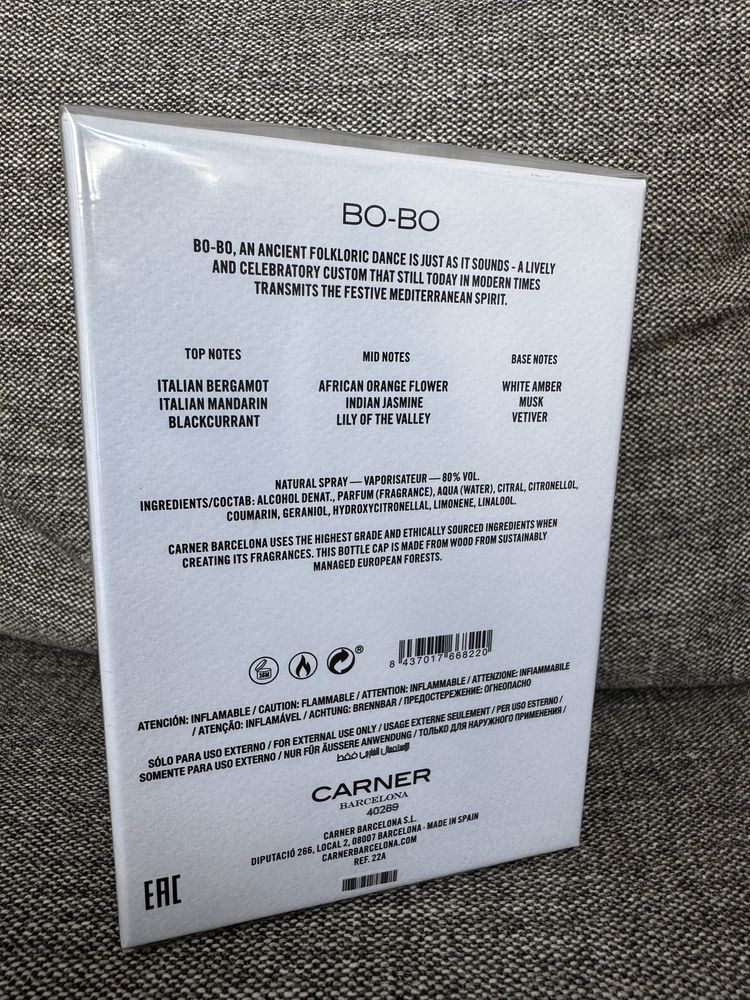 BO-BO
BO-BO, AN ANCIENT FOLKLORIC DANCE IS JUST AS IT SOUNDS - A LIVELY
AND CELEBRATORY CUSTOM THAT STILL TODAY IN MODERN TIMES
TRANSMITS THE FESTIVE MEDITERRANEAN SPIRIT.
TOP NOTES
ITALIAN BERGAMOT
ITALIAN MANDARIN
BLACKCURRANT
MID NOTES
AFRICAN ORANGE FLOWER
INDIAN JASMINE
LILY OF THE VALLEY
BASE NOTES
WHITE AMBER
MUSK
VETIVER
NATURAL SPRAY — VAPORISATEUR — 80% VOL.
INGREDIENTS/COCTAB: ALCOHOL DENAT., PARFUM (FRAGRANCE), AQUA (WATER), CITRAL, CITRONELLOL,
COUMARIN, GERANIOL, HYDROXYCITRONELLAL, LIMONENE, LINALOOL.
CARNER BARCELONA USES THE HIGHEST GRADE AND ETHICALLY SOURCED INGREDIENTS WHEN
CREATING ITS FRAGRANCES. THIS BOTTLE CAP IS MADE FROM WOOD FROM SUSTAINABLY
MANAGED EUROPEAN FORESTS.
36M
®
8 437017 668220
ATENCIÓN: INFLAMABLE / CAUTION: FLAMMABLE / ATTENTION: INFLAMMABLE / ATTENZIONE: INFIAMMABILE
/ ATENÇÃO: INFLAMÁVEL / ACHTUNG: BRENNBAR / ПРЕДОСТЕРЕЖЕНИЕ: ОГНЕОПАСНО
SÓLO PARA USO EXTERNO / FOR EXTERNAL USE ONLY / USAGE EXTERNE SEULEMENT / PER USO ESTERNO /
SOMENTE PARA USO EXTERNO / NUR FÜR ÄUSSERE ANWENDUNG / ТОЛЬКО ДЛЯ НАРУЖНОГО ПРИМЕНЕНИЯ /
الاستعمال الخارجي فقط
CARNER
BARCELONA
40289
CARNER BARCELONA S.L.
DIPUTACIÓ 266, LOCAL 2, 08007 BARCELONA - MADE IN SPAIN
CARNERBARCELONA.COM
REF. 22A
EAC